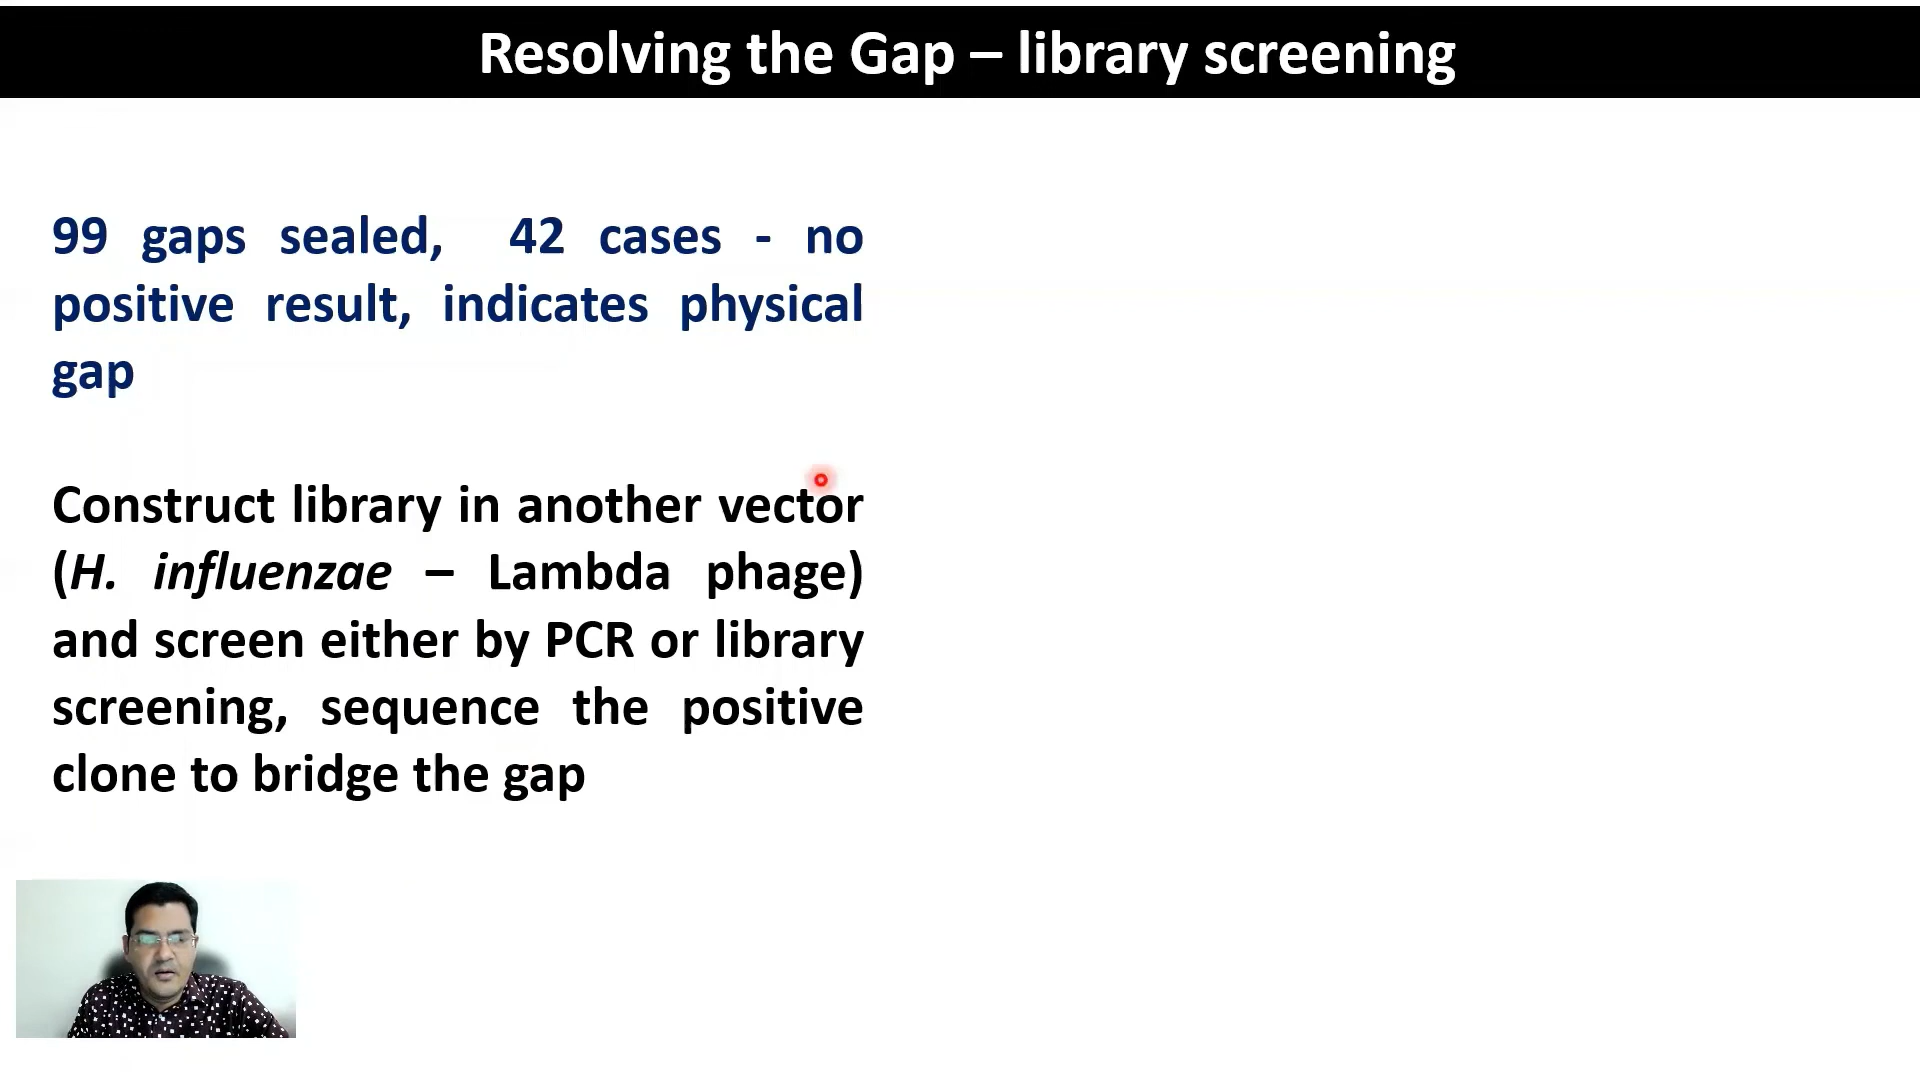 Resolving the Gap – library screening
99 gaps sealed, 42 cases - no
positive result, indicates physical
gap
Construct library in another vector
(H. influenzae – Lambda phage)
and screen either by PCR or library
screening, sequence the positive
clone to bridge the gap